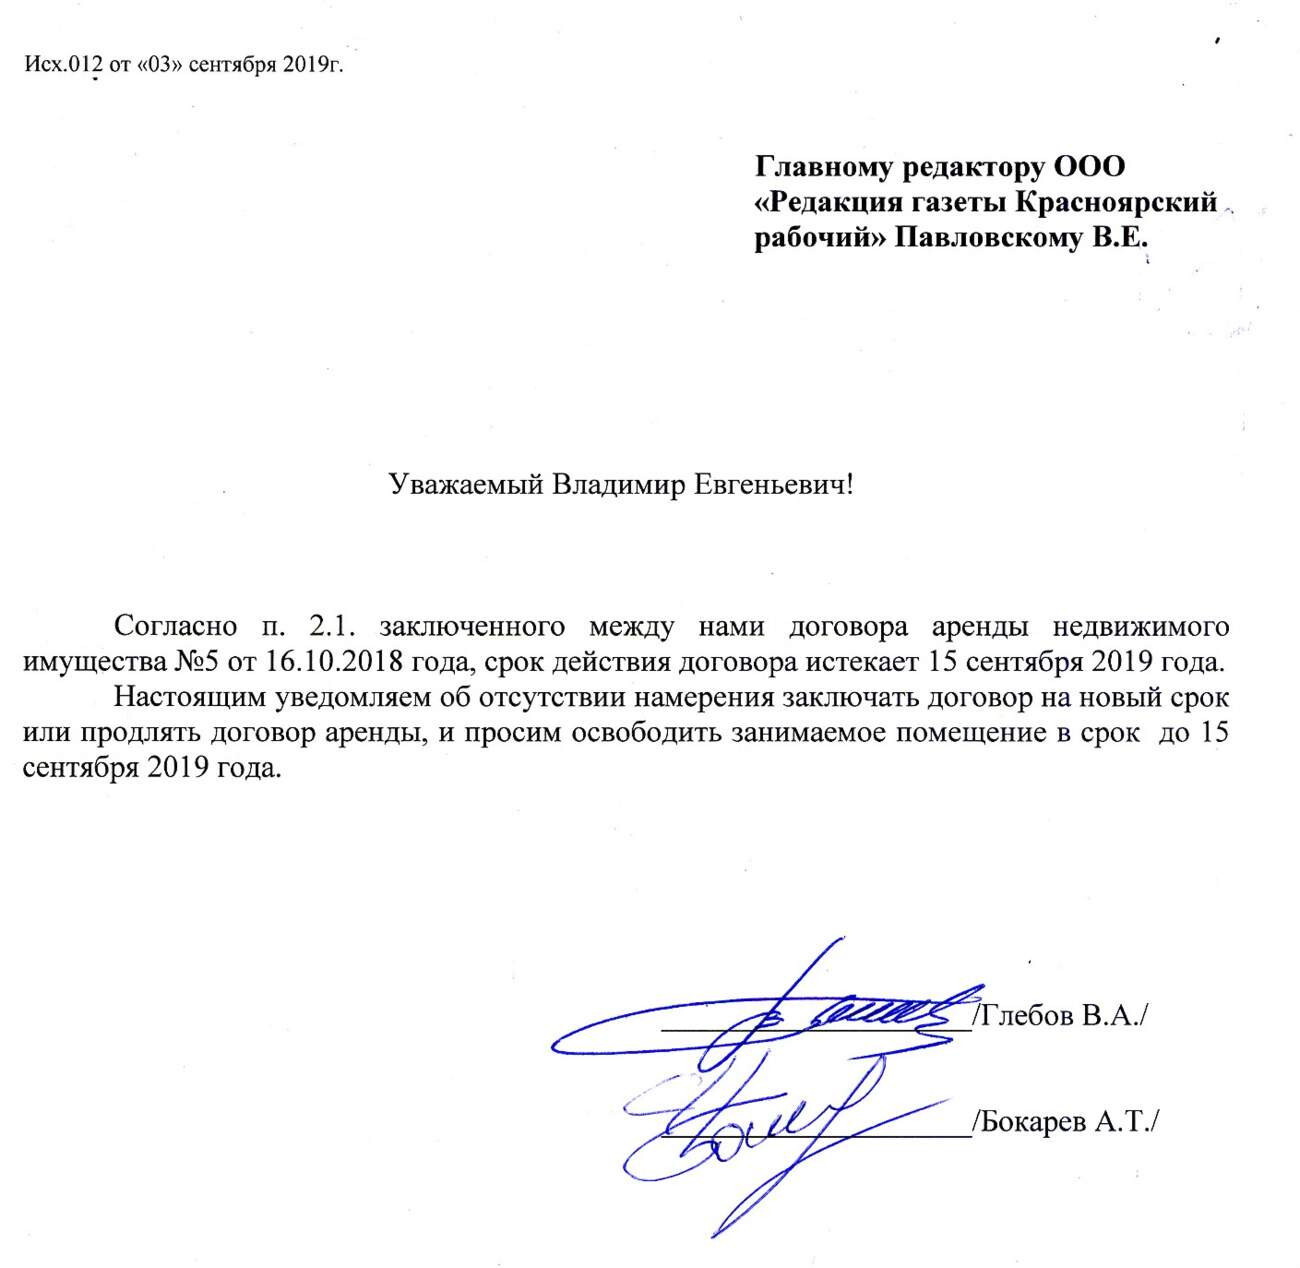 Исх.012 от «03» сентября 2019г.
Главному редактору ООО
«Редакция газеты Красноярский
рабочий» Павловскому В.Е.
Уважаемый Владимир Евгеньевич!
Согласно п. 2.1. заключенного между нами договора аренды недвижимого
имущества №5 от 16.10.2018 года, срок действия договора истекает 15 сентября 2019 года.
Настоящим уведомляем об отсутствии намерения заключать договор на новый срок
или продлять договор аренды, и просим освободить занимаемое помещение в срок до 15
сентября 2019 года.
/Глебов В.А./
/Бокарев А.Т./